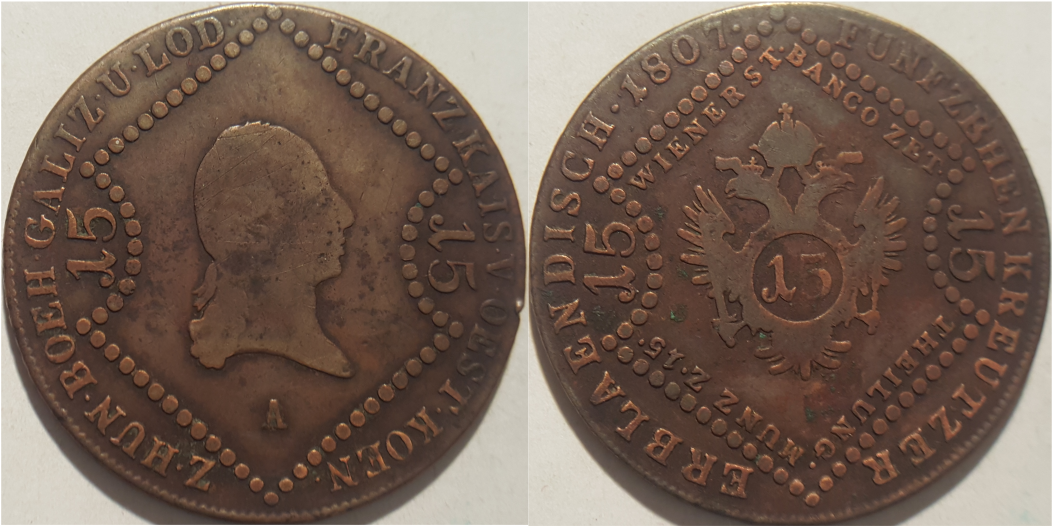 FRANZ·KAIS·V·OEST·KOEN:
Z·HUN·BOEH·GALIZ·U·LOD·
15
15
A
FUNFZEHEN KREUTZER
ERBLAENDISCH·1807·
WIENER ST·BANCO ZET·
THEILUNG·MUNZ Z·15·
15
15
15